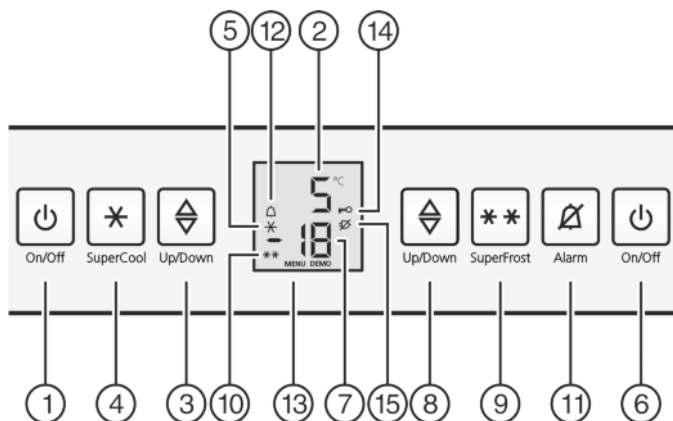 5 12 2 14
5 °C
-18
MENU DEMO
On/Off SuperCool Up/Down Up/Down SuperFrost Alarm On/Off
1 4 3 10 13 7 15 8 9 11 6